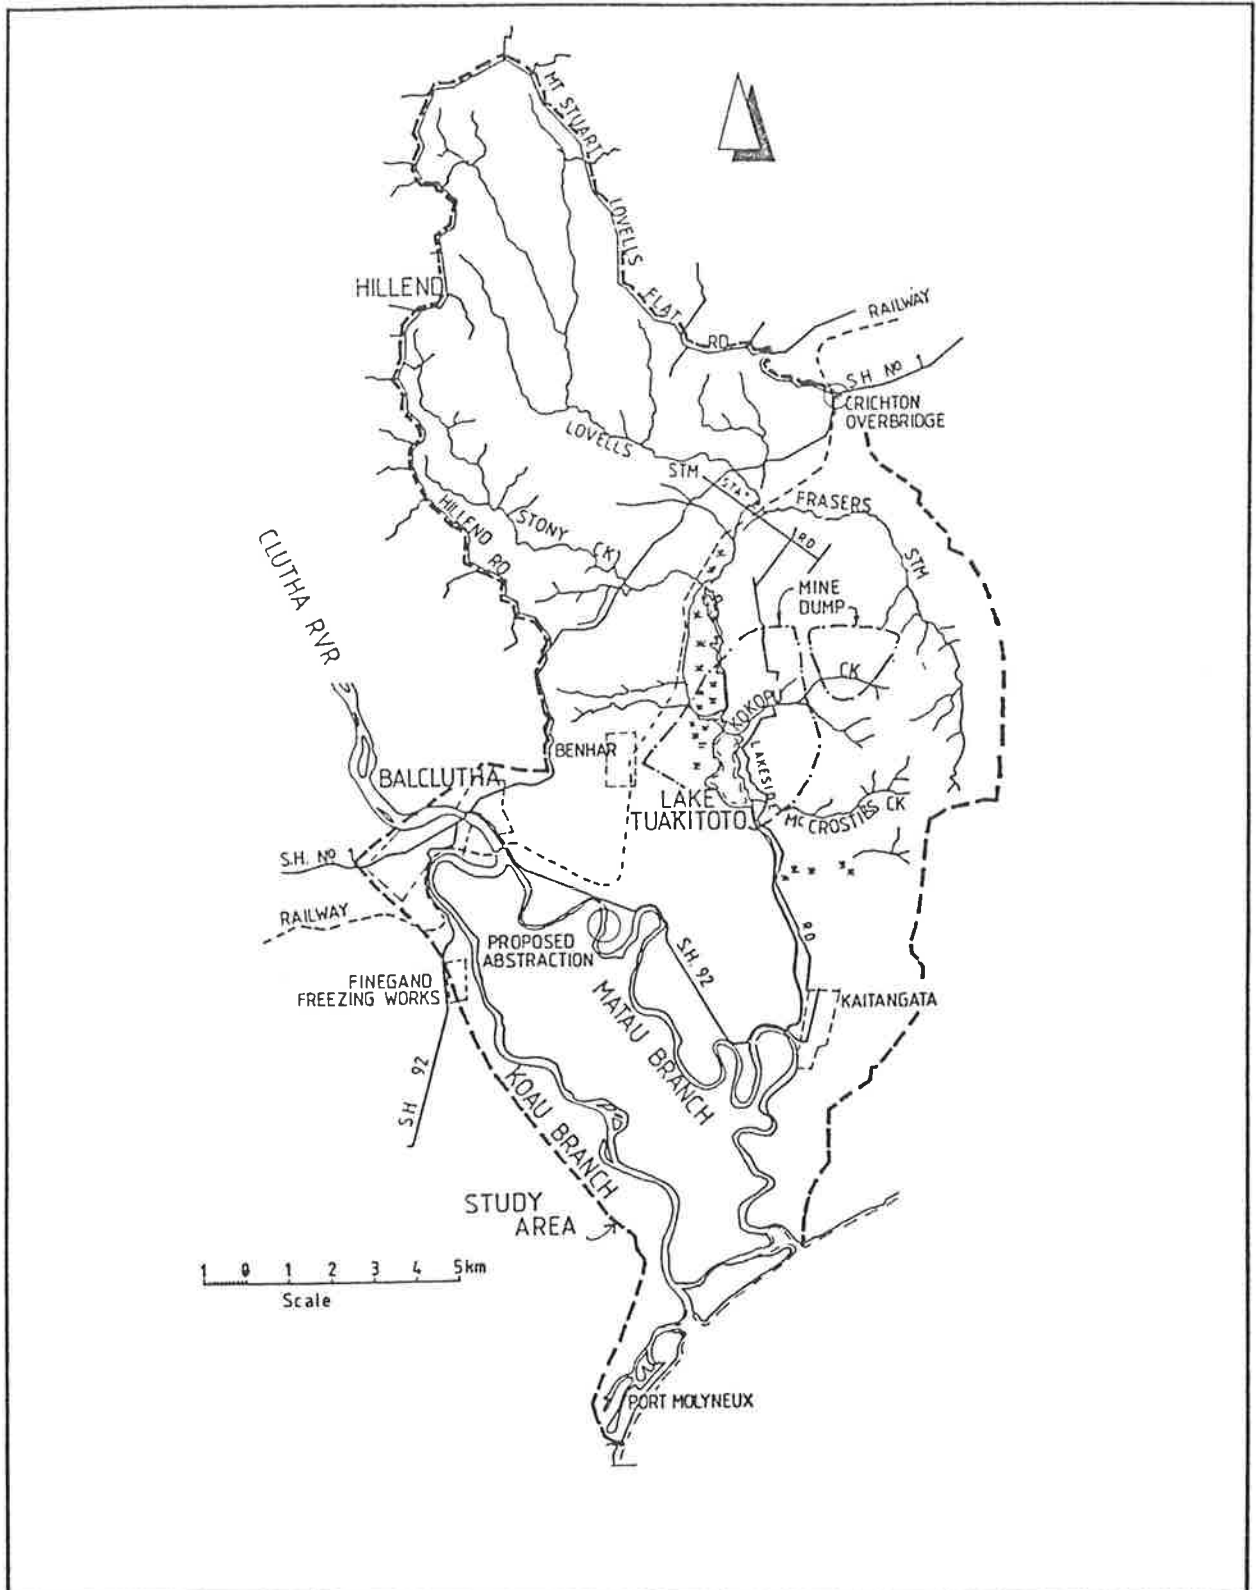 MT STUART
LOVELLS
FLAT
RD
HILLEND
RAILWAY
S.H. Nº 1
CRICHTON
OVERBRIDGE
LOVELLS
STM
STA
FRASERS
STM
HILLEND
RD
STONY
CK
RD
CLUTHA RVR
MINE
DUMP
KOKOPU
CK
BENHAR
BALCLUTHA
LAKESIDE
LAKE
TUAKITOTO
McCROSTIES CK
S.H. Nº 1
RAILWAY
PROPOSED
ABSTRACTION
S.H. 92
RD
FINEGAND
FREEZING WORKS
KAITANGATA
MATAU BRANCH
SH 92
KOAU BRANCH
STUDY
AREA
1 0 1 2 3 4 5km
Scale
PORT MOLYNEUX